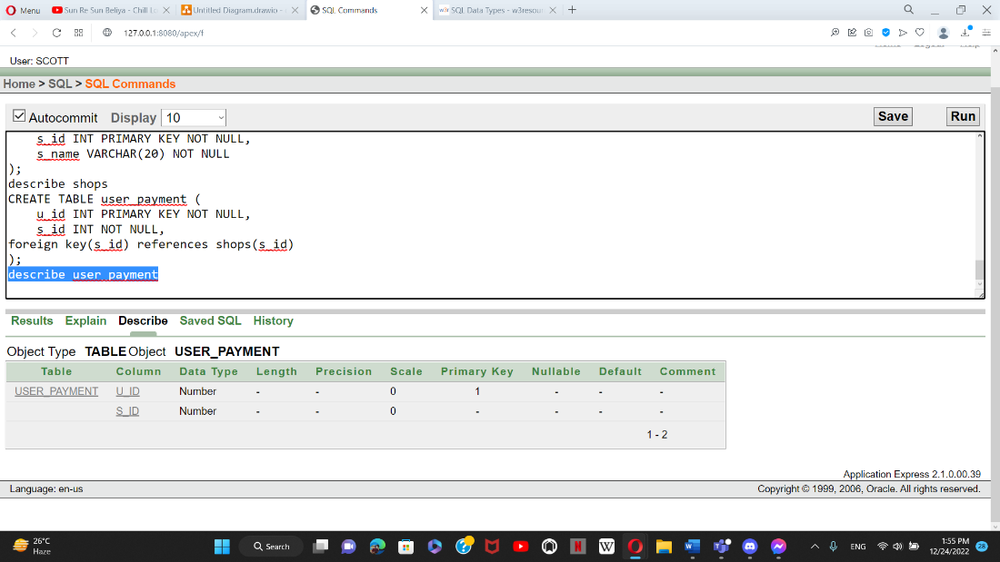 Menu
Sun Re Sun Beliya - Chill Lo
Untitled Diagram.drawio -
SQL Commands
w3r SQL Data Types - w3resour
127.0.0.1:8080/apex/f
User: SCOTT
Home > SQL > SQL Commands
Autocommit Display 10
Save
Run
s_id INT PRIMARY KEY NOT NULL,
s_name VARCHAR(20) NOT NULL
);
describe shops
CREATE TABLE user_payment (
u_id INT PRIMARY KEY NOT NULL,
s_id INT NOT NULL,
foreign key(s_id) references shops(s_id)
);
describe user_payment
Results Explain Describe Saved SQL History
Object Type TABLE Object USER_PAYMENT
Table Column Data Type Length Precision Scale Primary Key Nullable Default Comment
USER_PAYMENT U_ID Number - - 0 1 - - -
S_ID Number - - 0 - - - -
1 - 2
Application Express 2.1.0.00.39
Language: en-us
Copyright © 1999, 2006, Oracle. All rights reserved.
26°C
Haze
Search
ENG
1:55 PM
12/24/2022
28